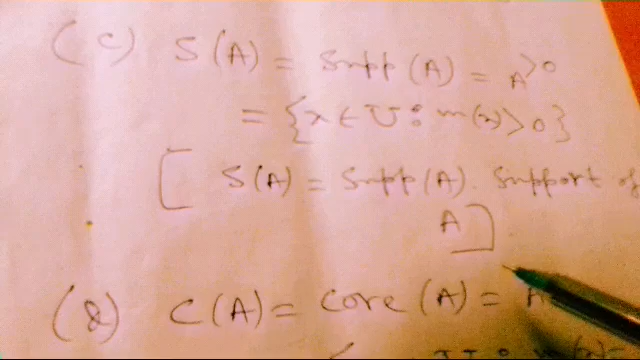 (c) S(A) = Supp(A) = A^{>0}
= {x ∈ U : m(x) > 0}
[ S(A) = Supp(A). Support of
A ]
(d) C(A) = Core(A) = A
U : m(x) =